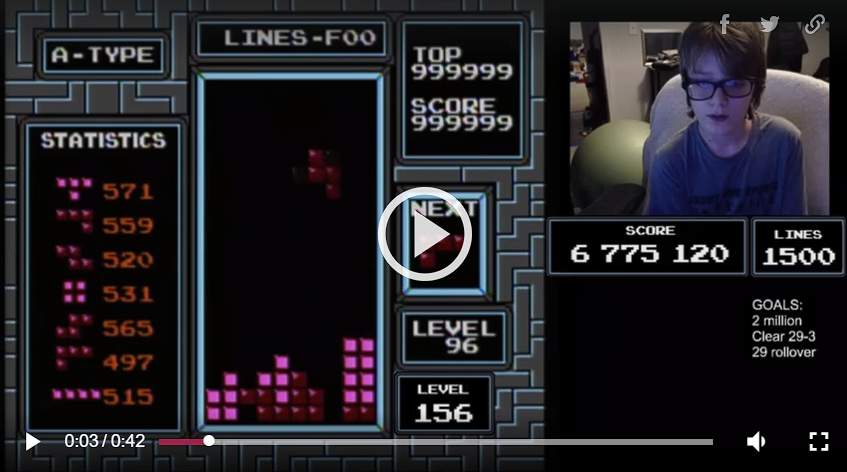 A-TYPE
LINES-F00
TOP
999999
SCORE
999999
STATISTICS
571
559
520
531
565
497
515
NEXT
LEVEL
96
LEVEL
156
SCORE
6 775 120
LINES
1500
GOALS:
2 million
Clear 29-3
29 rollover
0:03 / 0:42